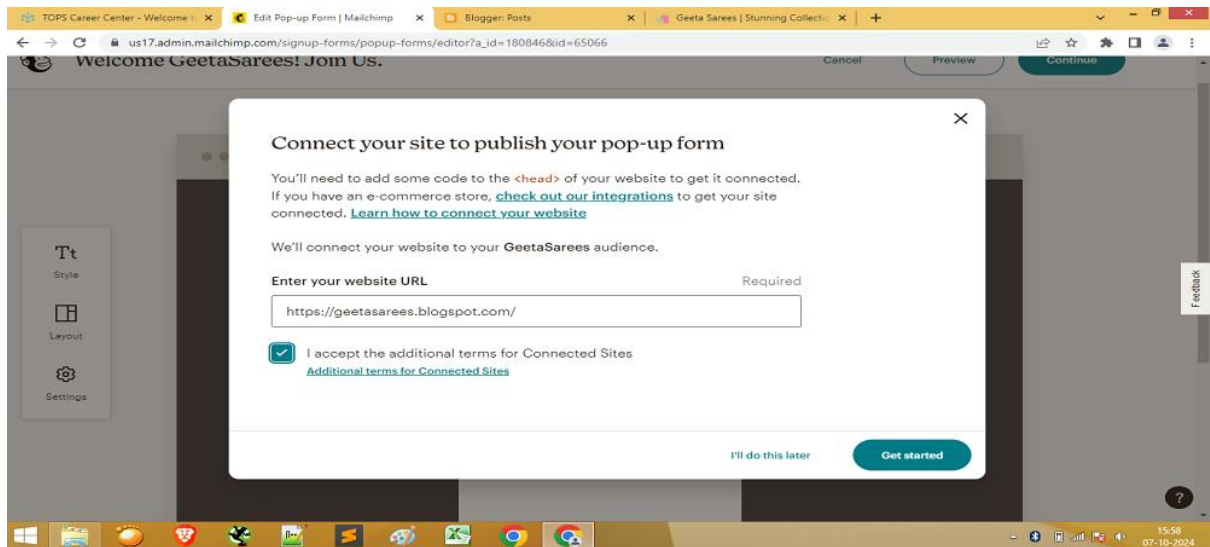 TOPS Career Center - Welcome t
Edit Pop-up Form | Mailchimp
Blogger: Posts
Geeta Sarees | Stunning Collectio
us17.admin.mailchimp.com/signup-forms/popup-forms/editor?a_id=180846&id=65066
Welcome GeetaSarees! Join Us.
Cancel
Preview
Continue
Connect your site to publish your pop-up form
You'll need to add some code to the <head> of your website to get it connected.
If you have an e-commerce store, check out our integrations to get your site
connected. Learn how to connect your website
We'll connect your website to your GeetaSarees audience.
Enter your website URL
Required
https://geetasarees.blogspot.com/
I accept the additional terms for Connected Sites
Additional terms for Connected Sites
Tt
Style
Layout
Settings
Feedback
I'll do this later
Get started
?
15:58
07-10-2024